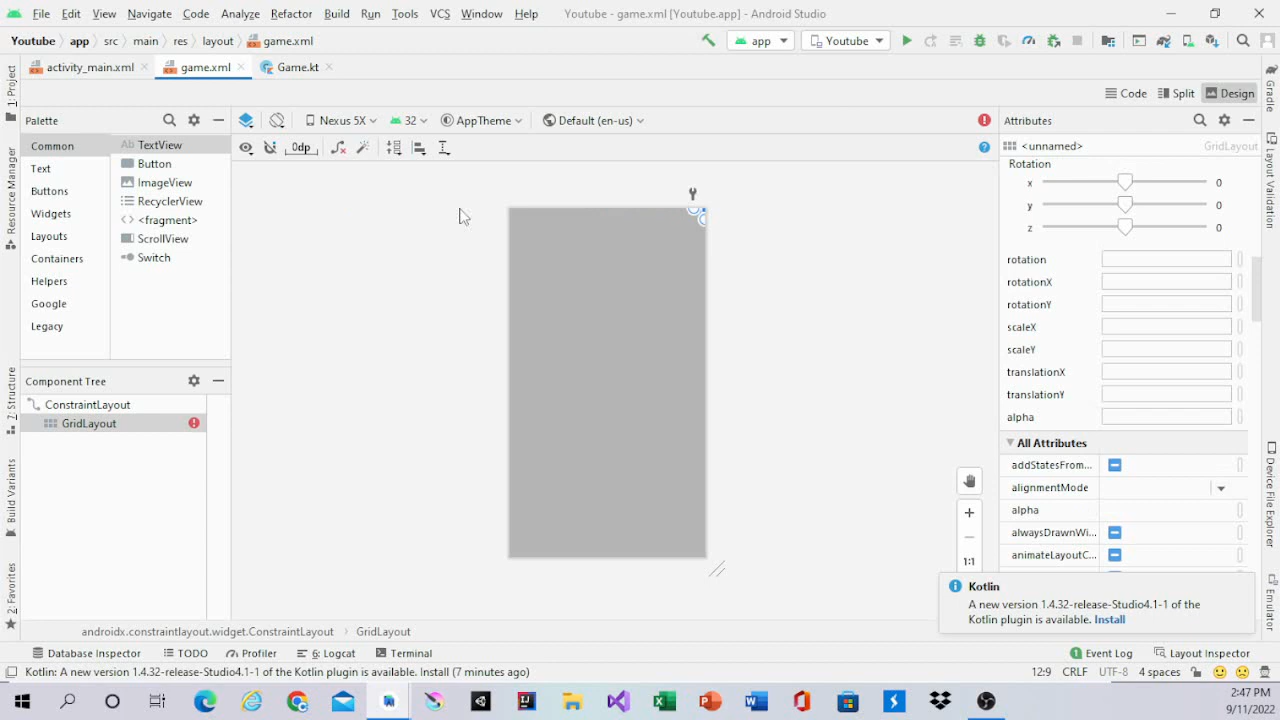 File Edit View Navigate Code Analyze Refactor Build Run Tools VCS Window Help Youtube - game.xml [Youtube.app] - Android Studio
Youtube app src main res layout game.xml app Youtube
activity_main.xml game.xml Game.kt
Code Split Design
Palette Nexus 5X 32 AppTheme Default (en-us) Attributes
Common Ab TextView 0dp <unnamed> GridLayout
Text Button Rotation
Buttons ImageView x 0
Widgets RecyclerView y 0
Layouts <fragment> z 0
Containers ScrollView rotation
Helpers Switch rotationX
Google rotationY
Legacy scaleX
scaleY
translationX
translationY
alpha
Component Tree
ConstraintLayout
GridLayout
All Attributes
addStatesFrom...
alignmentMode
alpha
alwaysDrawnWi...
animateLayoutC...
1:1
Kotlin
A new version 1.4.32-release-Studio4.1-1 of the
Kotlin plugin is available. Install
androidx.constraintlayout.widget.ConstraintLayout GridLayout
Database Inspector TODO Profiler 6: Logcat Terminal Event Log Layout Inspector
Kotlin: A new version 1.4.32-release-Studio4.1-1 of the Kotlin plugin is available. Install (7 minutes ago) 12:9 CRLF UTF-8 4 spaces
2:47 PM
9/11/2022
1: Project
Resource Manager
7: Structure
Build Variants
2: Favorites
Gradle
Layout Validation
Device File Explorer
Emulator